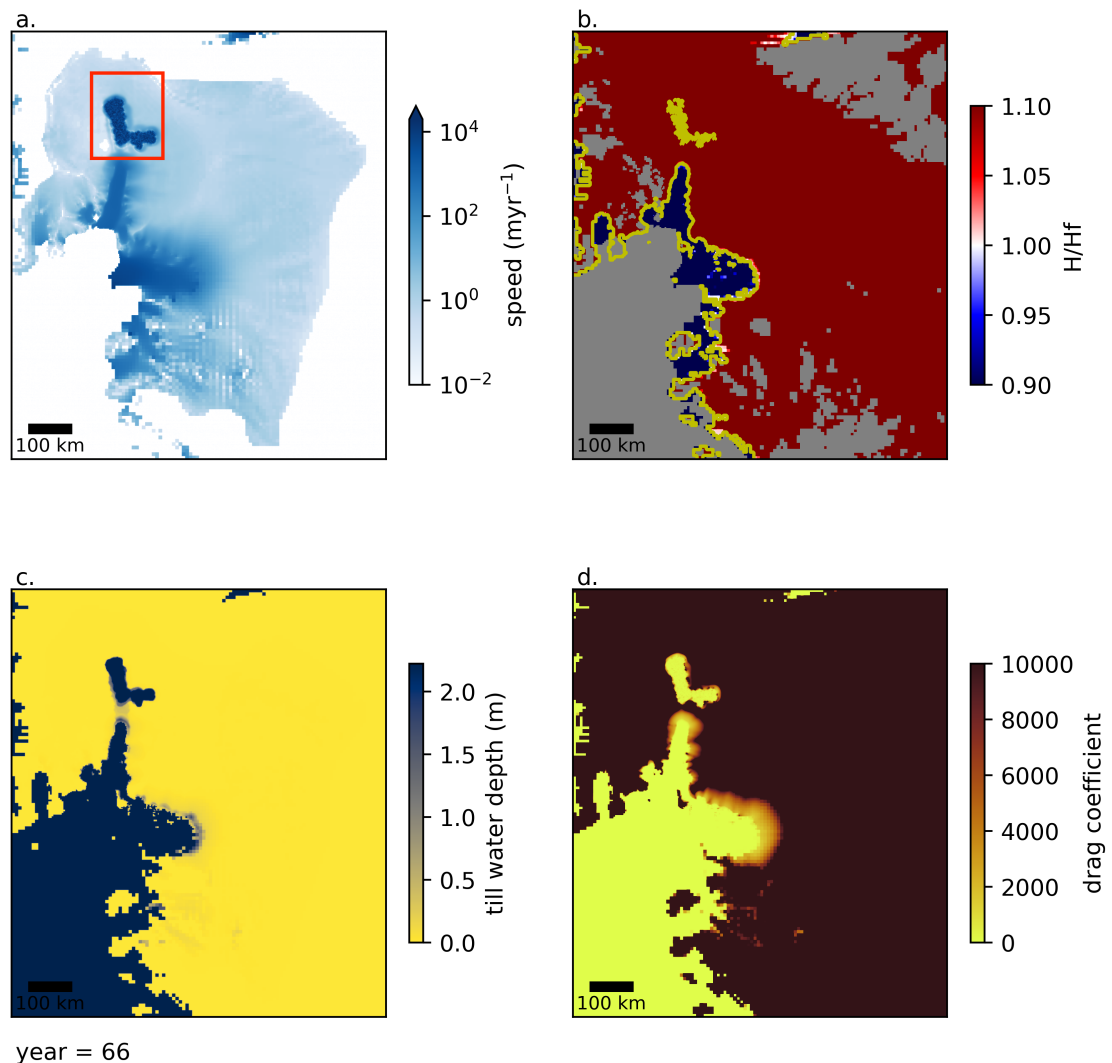 a.
10⁴
10²
10⁰
10⁻²
speed (myr⁻¹)
100 km
b.
1.10
1.05
1.00
0.95
0.90
H/Hf
100 km
c.
2.0
1.5
1.0
0.5
0.0
till water depth (m)
100 km
d.
10000
8000
6000
4000
2000
0
drag coefficient
100 km
year = 66